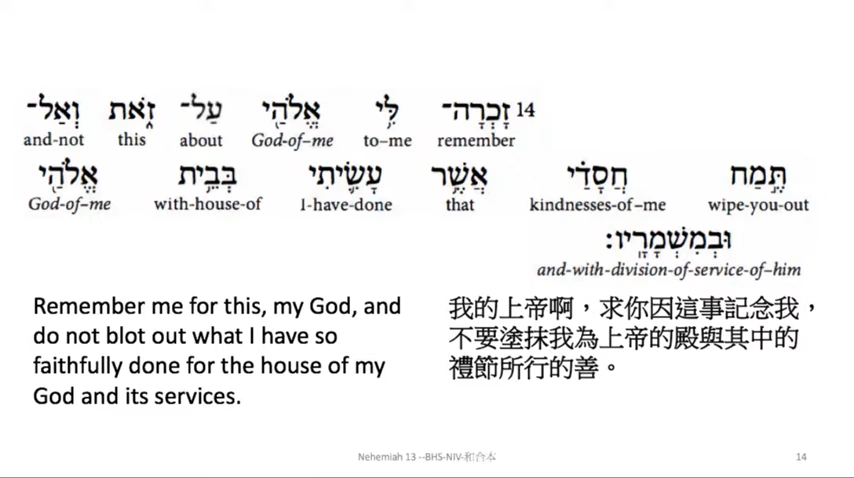 14 זָכְרָה־ לִּ֥י אֱלֹהַ֖י עַל־ זֹ֑את וְאַל־
and-not this about God-of–me to–me remember
תֶּ֣מַח חֲסָדַ֗י אֲשֶׁ֥ר עָשִׂ֛יתִי בְּבֵ֥ית אֱלֹהַ֖י
God-of–me with-house-of I-have-done that kindnesses-of–me wipe-you-out
וּבְמִשְׁמָרָֽיו׃
and-with-division-of-service-of–him
Remember me for this, my God, and
do not blot out what I have so
faithfully done for the house of my
God and its services.
我的上帝啊，求你因這事記念我，
不要塗抹我為上帝的殿與其中的
禮節所行的善。
Nehemiah 13 --BHS-NIV-和合本
14